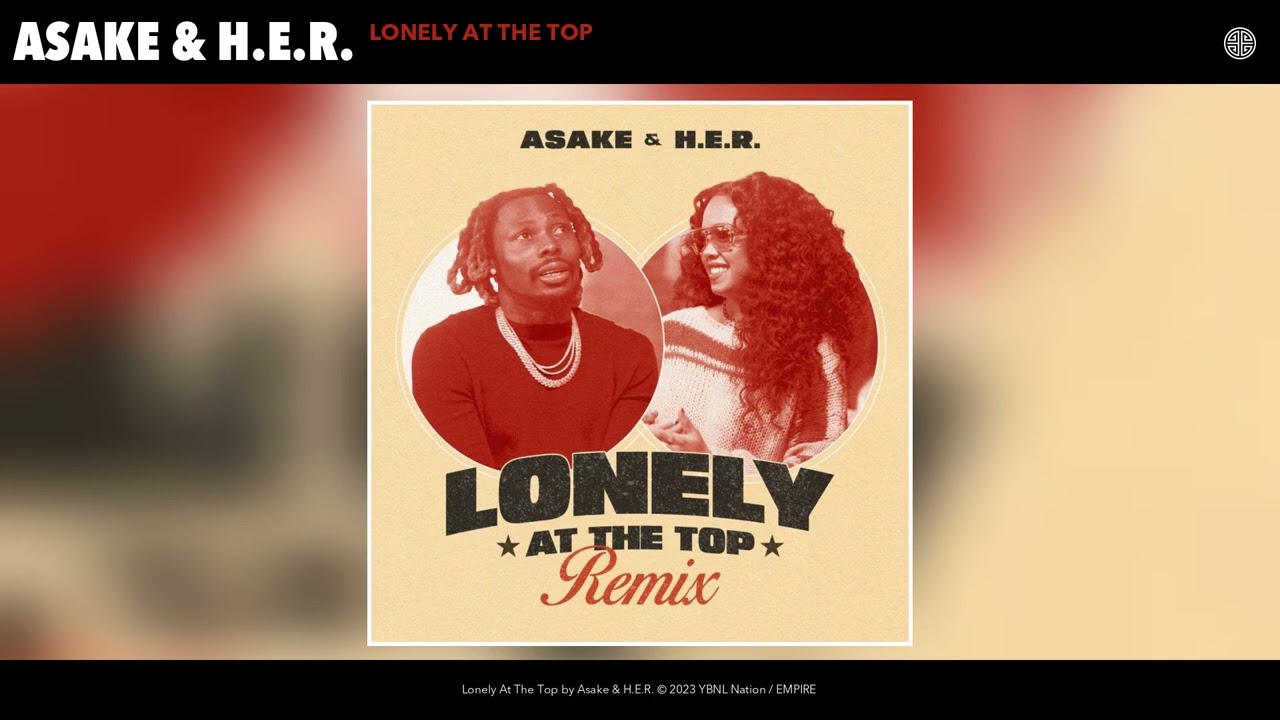 ASAKE & H.E.R. LONELY AT THE TOP
ASAKE & H.E.R.
LONELY
AT THE TOP
Remix
Lonely At The Top by Asake & H.E.R. © 2023 YBNL Nation / EMPIRE